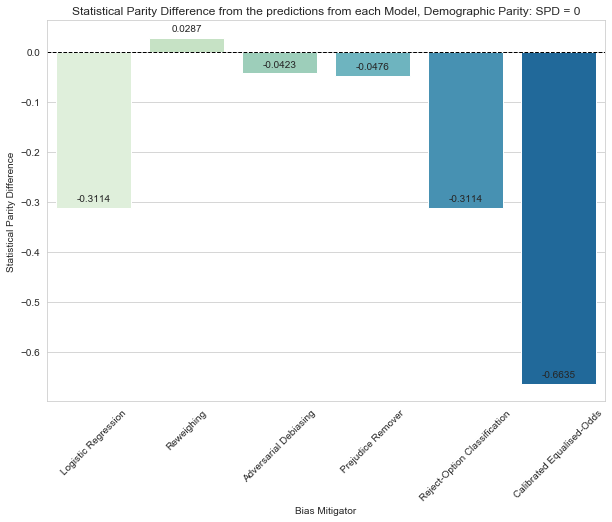 Statistical Parity Difference from the predictions from each Model, Demographic Parity: SPD = 0
0.0287
0.0
-0.0423
-0.0476
−0.1
−0.2
-0.3114
-0.3114
−0.3
−0.4
−0.5
−0.6
-0.6635
Statistical Parity Difference
Logistic Regression
Reweighing
Adversarial Debiasing
Prejudice Remover
Reject-Option Classification
Calibrated Equalised-Odds
Bias Mitigator